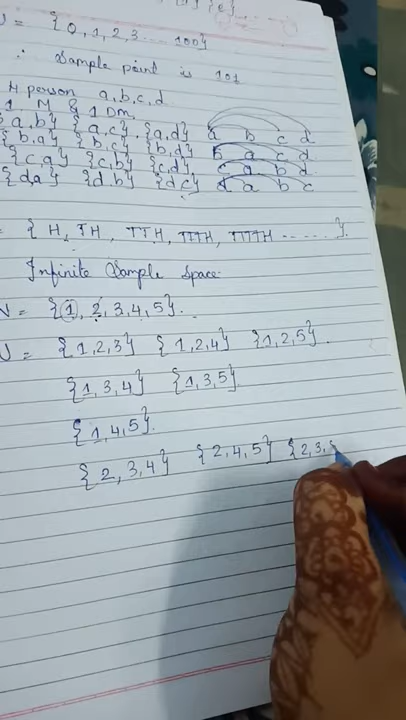 U = {0, 1, 2, 3 .... 100}
∴ Sample point is 101
4 person a, b, c, d
1 M & 1 Dm.
{a, b} {a, c}, {a, d} a b c d
{b, a} {b, c} {b, d} b a c d
{c, a} {c, b} {c, d} c a b d
{d, a} {d, b} {d c} d a b c
= { H, TH, TTH, TTTH, TTTTH ...... }.
Infinite Sample Space
= {1, 2, 3, 4, 5}.
U = {1, 2, 3} {1, 2, 4} {1, 2, 5}.
{1, 3, 4} {1, 3, 5}
{1, 4, 5}.
{2, 3, 4} {2, 4, 5} {2, 3,